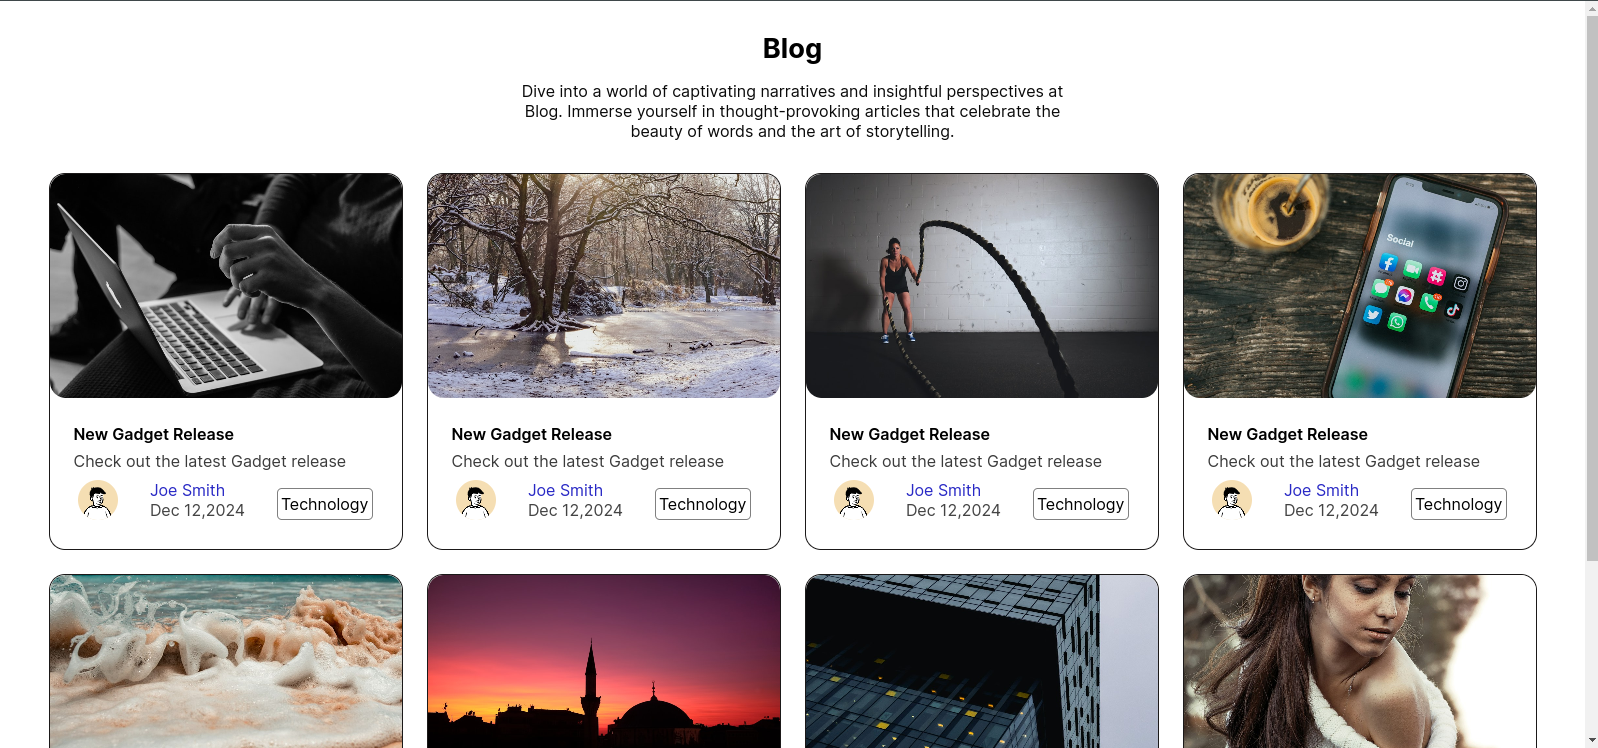 Blog
Dive into a world of captivating narratives and insightful perspectives at
Blog. Immerse yourself in thought-provoking articles that celebrate the
beauty of words and the art of storytelling.
Social
New Gadget Release
Check out the latest Gadget release
Joe Smith
Dec 12,2024
Technology
New Gadget Release
Check out the latest Gadget release
Joe Smith
Dec 12,2024
Technology
New Gadget Release
Check out the latest Gadget release
Joe Smith
Dec 12,2024
Technology
New Gadget Release
Check out the latest Gadget release
Joe Smith
Dec 12,2024
Technology